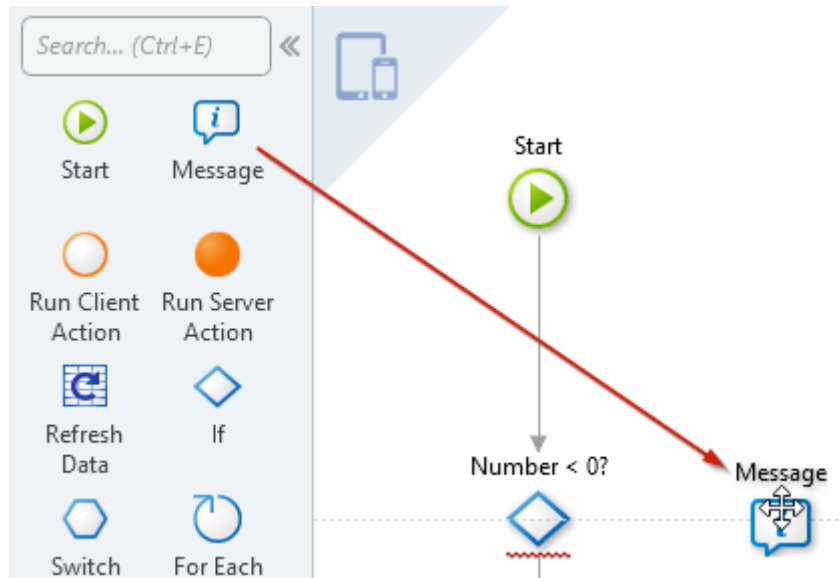 Search... (Ctrl+E)
Start
Message
Run Client
Action
Run Server
Action
Refresh
Data
If
Switch
For Each
Start
Number < 0?
Message